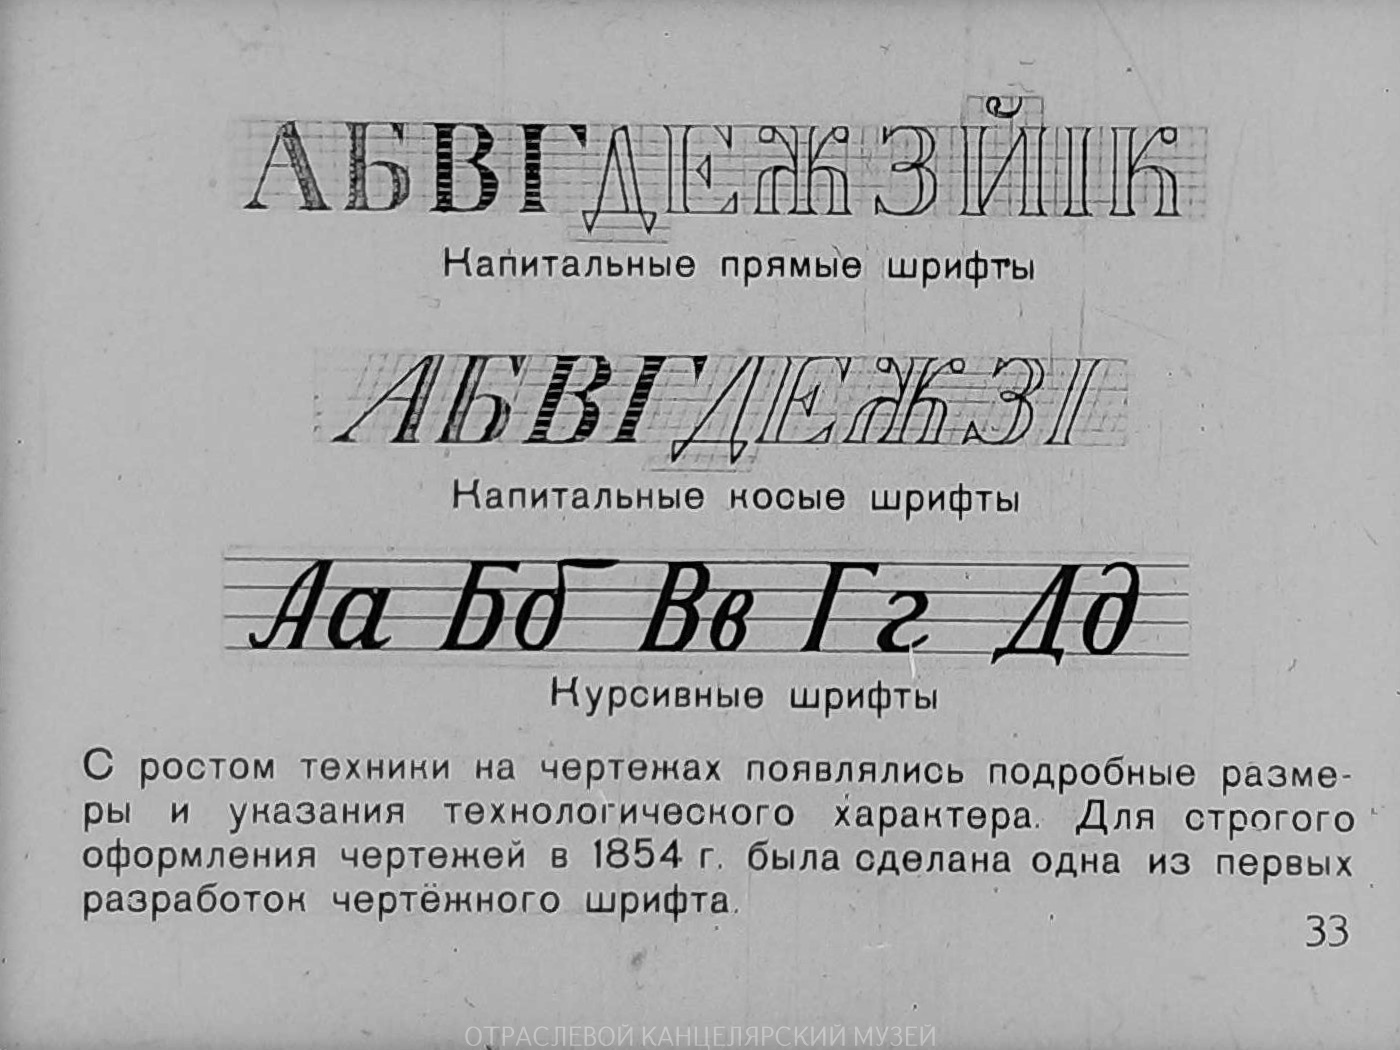 АБВГДЕЖЗЙІК
Капитальные прямые шрифты
АБВГДЕЖЗІ
Капитальные косые шрифты
Аа Бб Вв Гг Дд
Курсивные шрифты
С ростом техники на чертежах появлялись подробные разме-
ры и указания технологического характера. Для строгого
оформления чертежей в 1854 г. была сделана одна из первых
разработок чертёжного шрифта.
33
ОТРАСЛЕВОЙ КАНЦЕЛЯРСКИЙ МУЗЕЙ